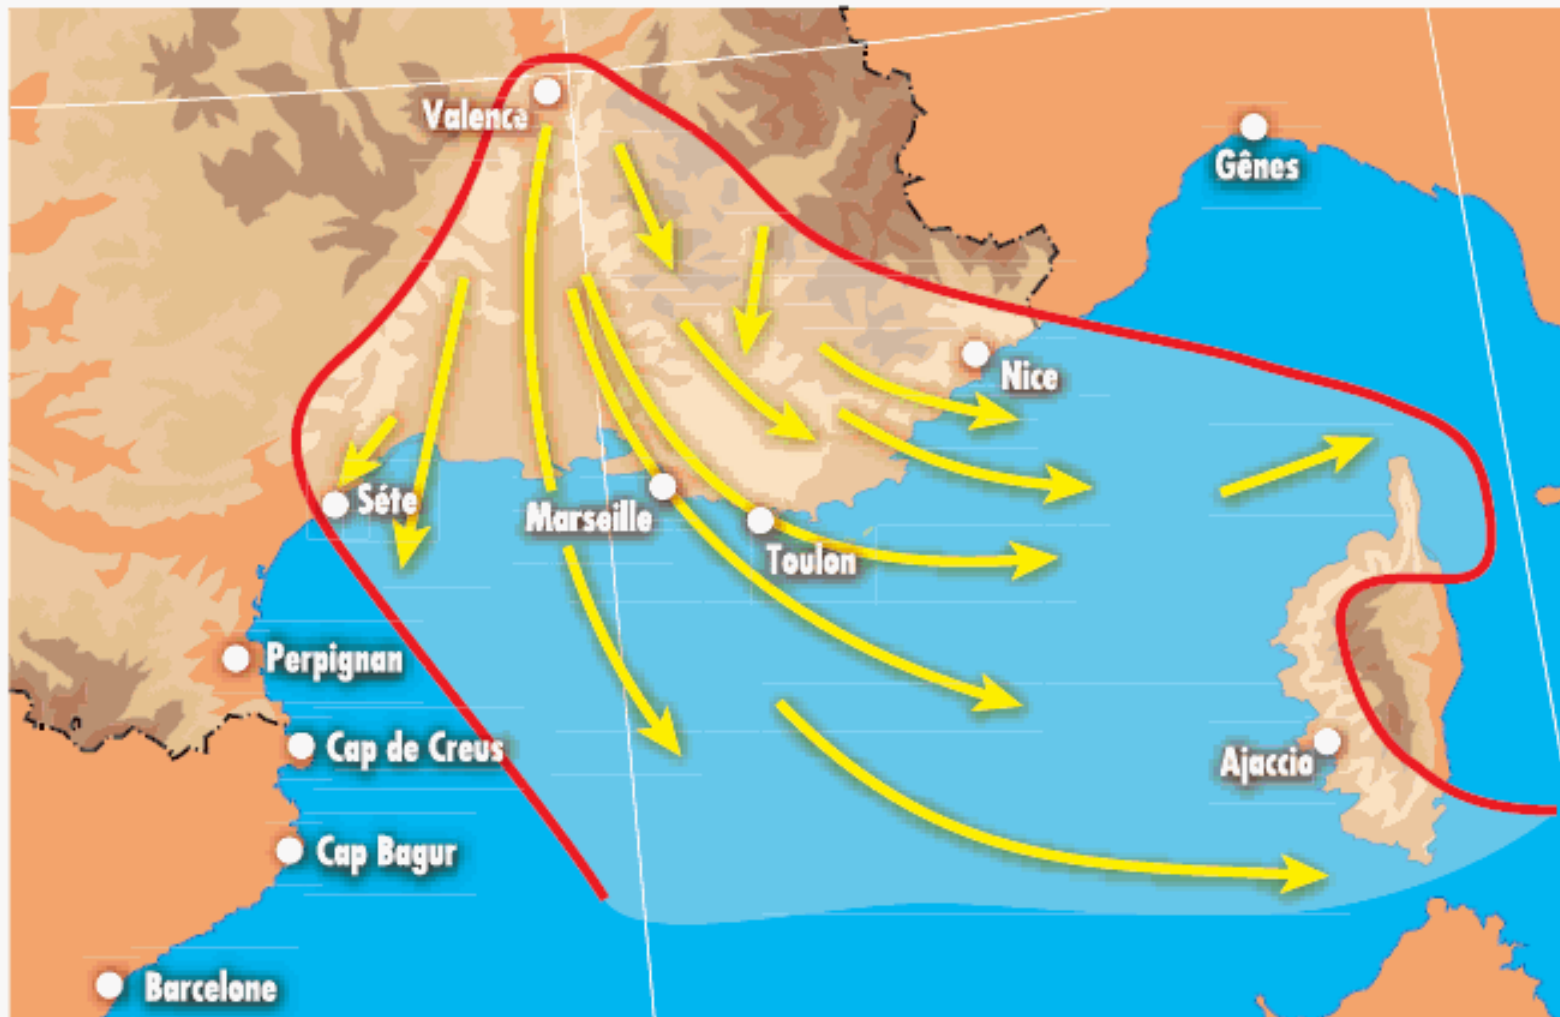 Valence
Gênes
Nice
Séte
Marseille
Toulon
Perpignan
Cap de Creus
Ajaccio
Cap Bagur
Barcelone